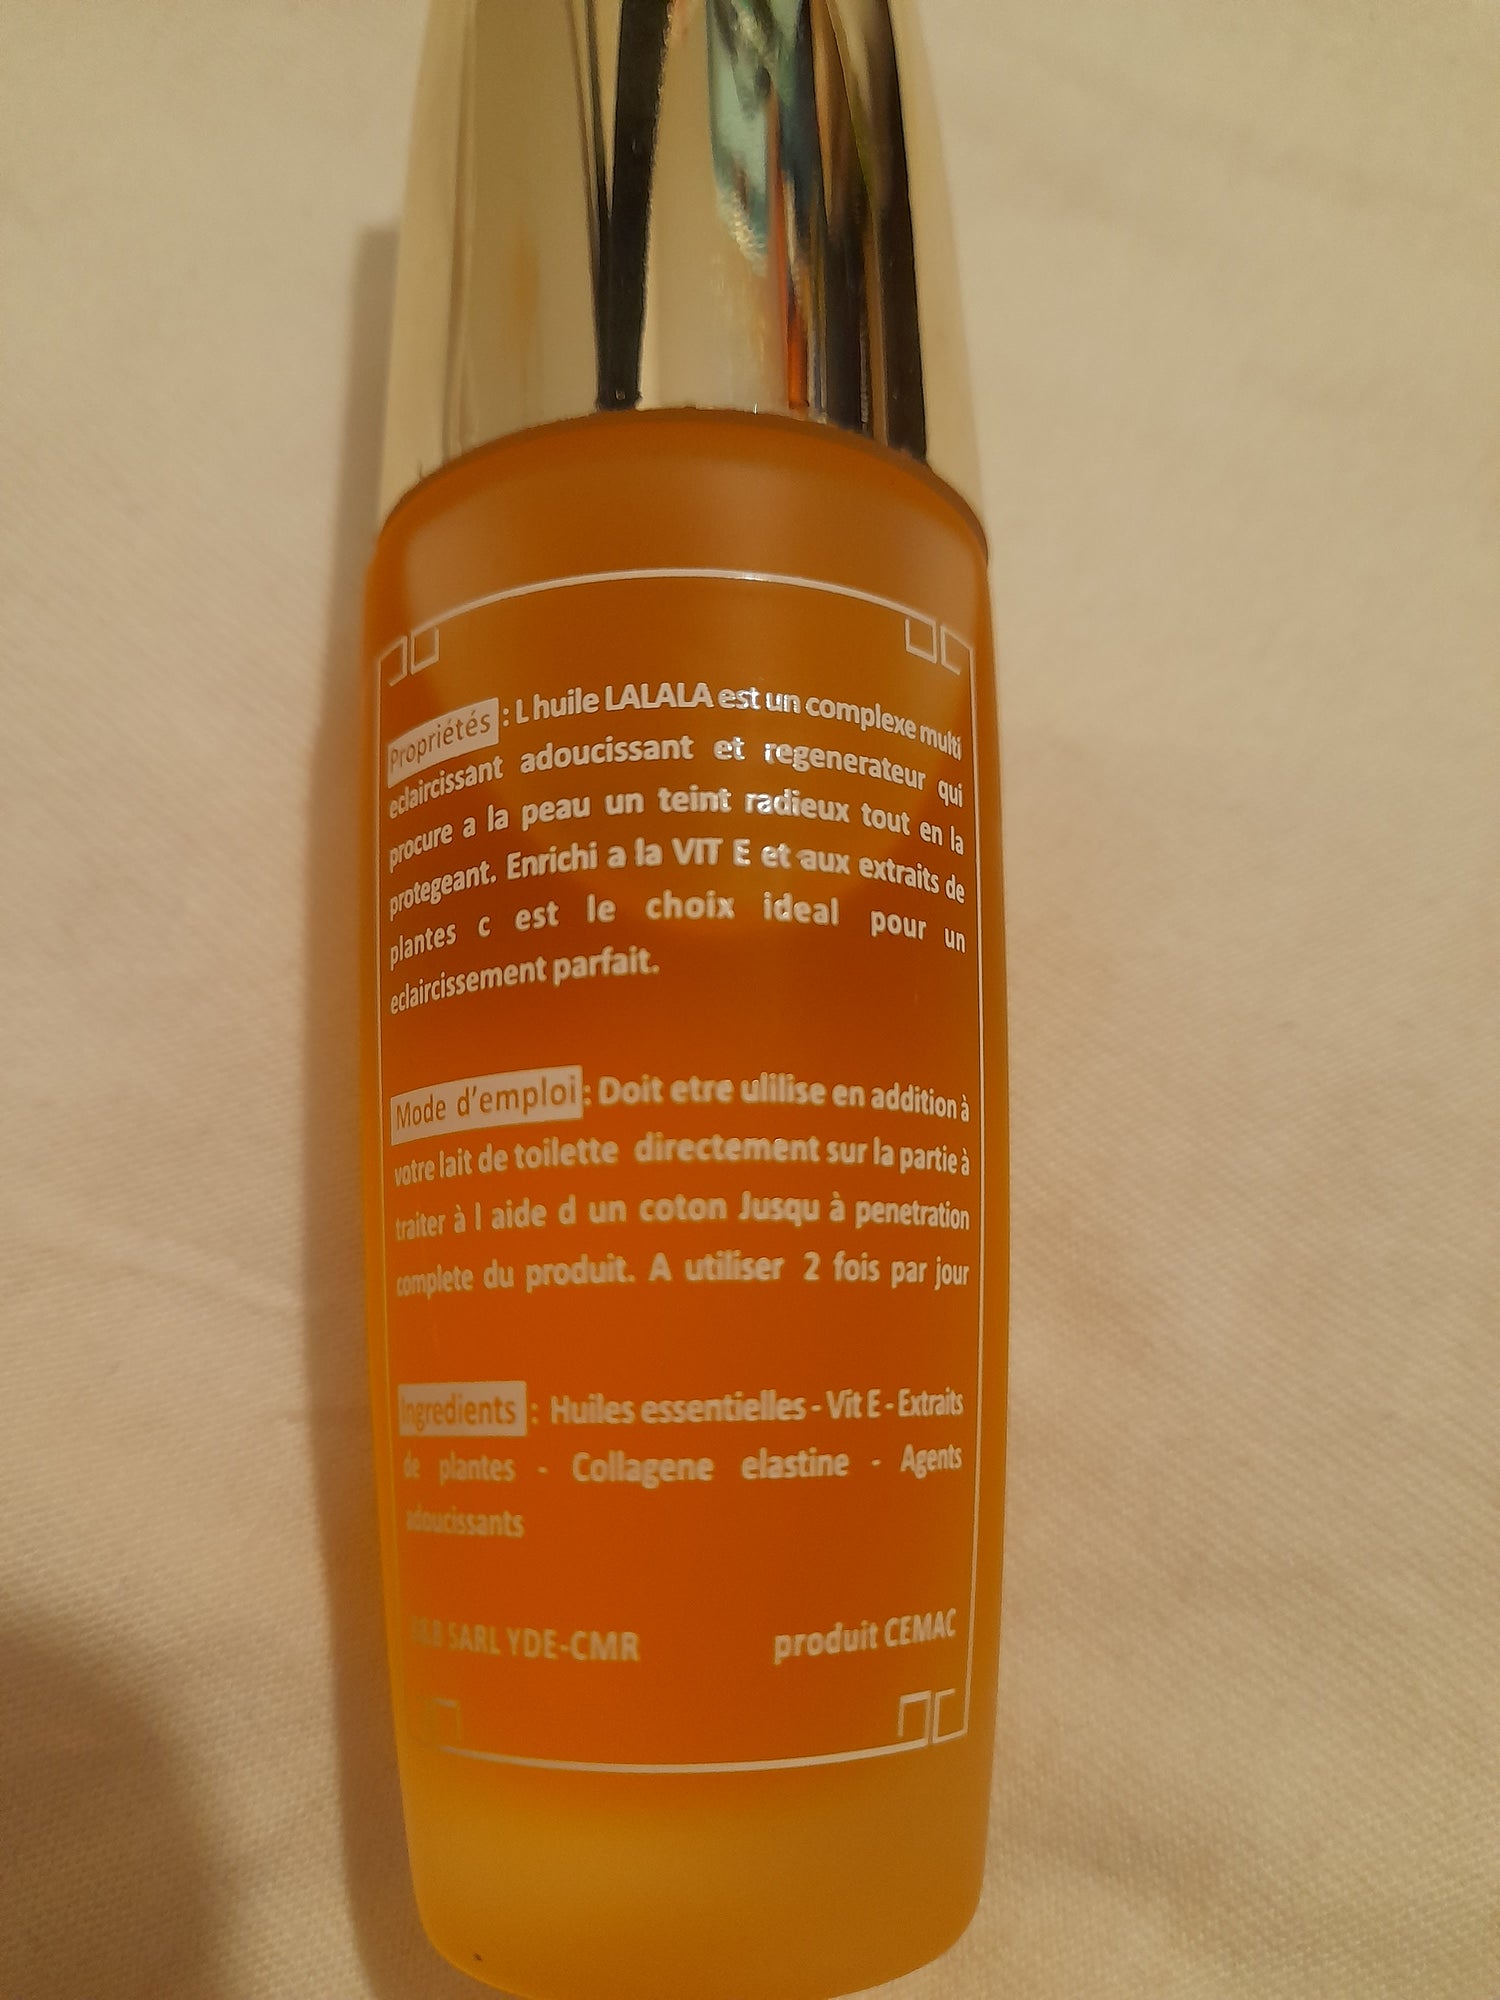 Propriétés : L huile LALALA est un complexe multi
eclaircissant adoucissant et regenerateur qui
procure a la peau un teint radieux tout en la
protegeant. Enrichi a la VIT E et aux extraits de
plantes c est le choix ideal pour un
eclaircissement parfait.
Mode d'emploi : Doit etre ulilise en addition à
votre lait de toilette directement sur la partie à
traiter à l aide d un coton Jusqu à penetration
complete du produit. A utiliser 2 fois par jour
Ingredients : Huiles essentielles - Vit E - Extraits
de plantes - Collagene elastine - Agents
adoucissants
SARL YDE-CMR produit CEMAC